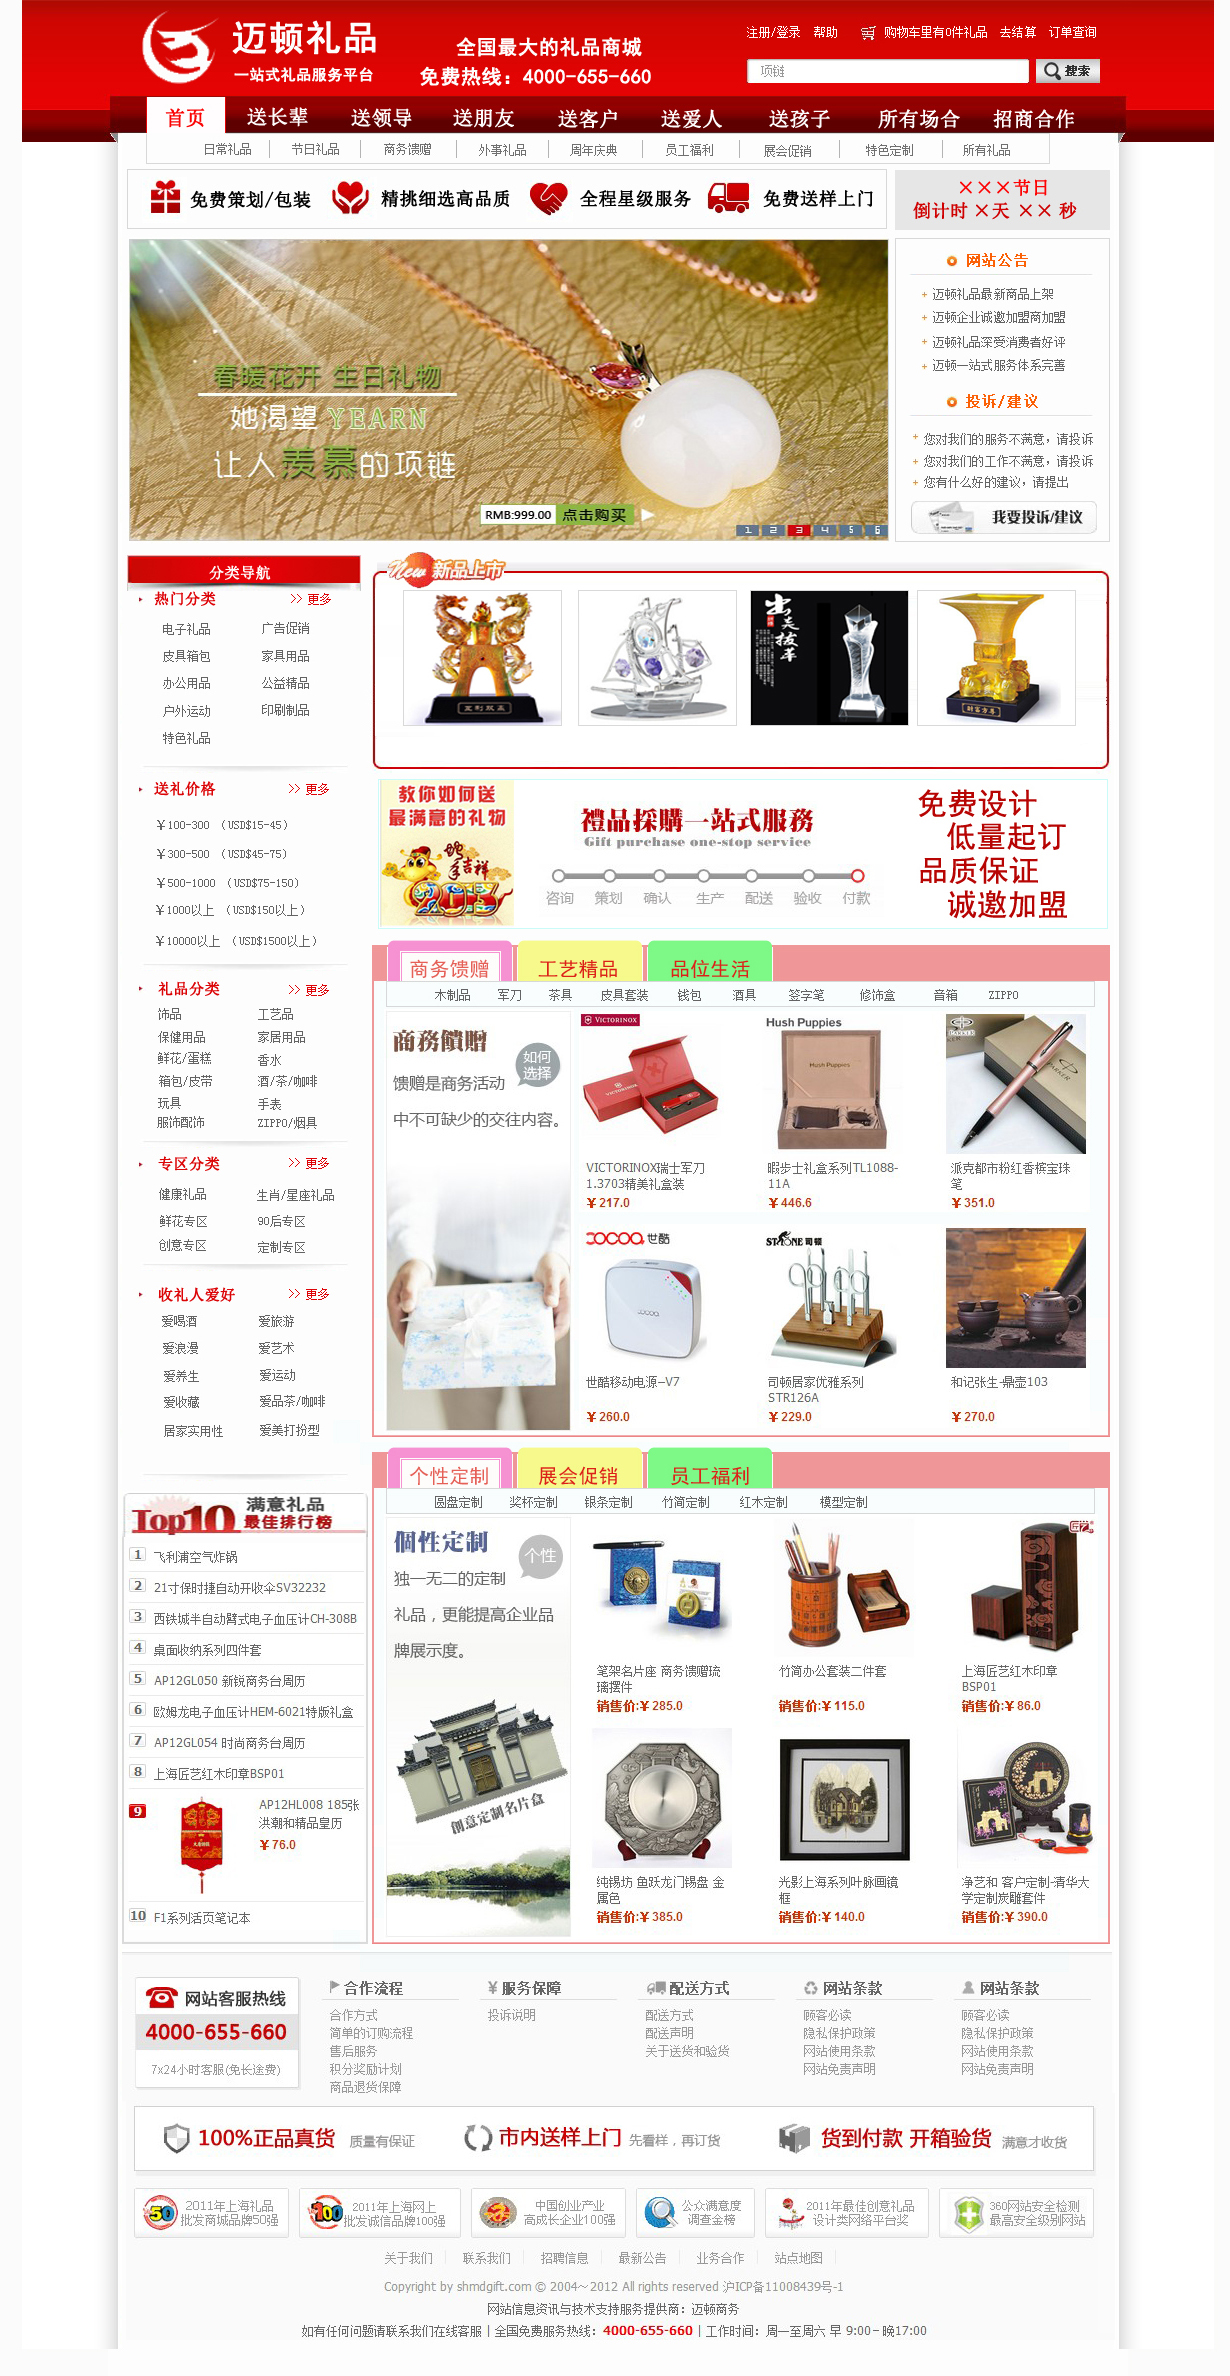 迈顿礼品
一站式礼品服务平台
全国最大的礼品商城
免费热线：4000-655-660
注册/登录 帮助 购物车里有0件礼品 去结算 订单查询
项链 搜索
首页 送长辈 送领导 送朋友 送客户 送爱人 送孩子 所有场合 招商合作
日常礼品 节日礼品 商务馈赠 外事礼品 周年庆典 员工福利 展会促销 特色定制 所有礼品
免费策划/包装 精挑细选高品质 全程星级服务 免费送样上门
×××节日
倒计时 ×天 ×× 秒
春暖花开 生日礼物
她渴望 YEARN
让人羡慕的项链
RMB:999.00 点击购买
1 2 3 4 5 6
网站公告
迈顿礼品最新商品上架
迈顿企业诚邀加盟商加盟
迈顿礼品深受消费者好评
迈顿一站式服务体系完善
投诉/建议
您对我们的服务不满意，请投诉
您对我们的工作不满意，请投诉
您有什么好的建议，请提出
我要投诉/建议
分类导航
热门分类 >> 更多
电子礼品 广告促销
皮具箱包 家具用品
办公用品 公益精品
户外运动 印刷制品
特色礼品
送礼价格 >> 更多
￥100-300 （USD$15-45）
￥300-500 （USD$45-75）
￥500-1000 （USD$75-150）
￥1000以上 （USD$150以上）
￥10000以上 （USD$1500以上）
礼品分类 >> 更多
饰品 工艺品
保健用品 家居用品
鲜花/蛋糕 香水
箱包/皮带 酒/茶/咖啡
玩具 手表
服饰配饰 ZIPPO/烟具
专区分类 >> 更多
健康礼品 生肖/星座礼品
鲜花专区 90后专区
创意专区 定制专区
收礼人爱好 >> 更多
爱喝酒 爱旅游
爱浪漫 爱艺术
爱养生 爱运动
爱收藏 爱品茶/咖啡
居家实用性 爱美打扮型
Top10 满意礼品
最佳排行榜
1 飞利浦空气炸锅
2 21寸保时捷自动开收伞SV32232
3 西铁城半自动臂式电子血压计CH-308B
4 桌面收纳系列四件套
5 AP12GL050 新锐商务台周历
6 欧姆龙电子血压计HEM-6021特版礼盒
7 AP12GL054 时尚商务台周历
8 上海匠艺红木印章BSP01
9 AP12HL008 185张
洪潮和精品皇历
¥ 76.0
10 F1系列活页笔记本
New 新品上市
出类拔萃
财富方尊
教你如何送
最满意的礼物
蛇年吉祥
2013
禮品採購一站式服務
Gift purchase one-stop service
咨询 策划 确认 生产 配送 验收 付款
免费设计
低量起订
品质保证
诚邀加盟
商务馈赠 工艺精品 品位生活
木制品 军刀 茶具 皮具套装 钱包 酒具 签字笔 修饰盒 音箱 ZIPPO
商務饋贈
如何
选择
馈赠是商务活动
中不可缺少的交往内容。
VICTORINOX
Hush Puppies
Hush Puppies
PARKER
PARKER
VICTORINOX瑞士军刀
1.3703精美礼盒装
¥ 217.0
暇步士礼盒系列TL1088-
11A
¥ 446.6
派克都市粉红香槟宝珠
笔
¥ 351.0
XOCOA 世酷
STONE 司顿
世酷移动电源–V7
¥ 260.0
司顿居家优雅系列
STR126A
¥ 229.0
和记张生-鼎壶103
¥ 270.0
个性定制 展会促销 员工福利
圆盘定制 奖杯定制 银条定制 竹简定制 红木定制 模型定制
個性定制
个性
独一无二的定制
礼品，更能提高企业品
牌展示度。
创意定制名片盒
匠艺
笔架名片座 商务馈赠琉
璃摆件
销售价:¥ 285.0
竹简办公套装二件套
销售价:¥ 115.0
上海匠艺红木印章
BSP01
销售价:¥ 86.0
纯锡坊 鱼跃龙门锡盘 金
属色
销售价:¥ 385.0
光影上海系列叶脉画镜
框
销售价:¥ 140.0
净艺和 客户定制-清华大
学定制炭雕套件
销售价:¥ 390.0
网站客服热线
4000-655-660
7x24小时客服(免长途费)
合作流程
合作方式
简单的订购流程
售后服务
积分奖励计划
商品退货保障
¥ 服务保障
投诉说明
配送方式
配送方式
配送声明
关于送货和验货
网站条款
顾客必读
隐私保护政策
网站使用条款
网站免责声明
网站条款
顾客必读
隐私保护政策
网站使用条款
网站免责声明
100%正品真货 质量有保证
市内送样上门 先看样，再订货
货到付款 开箱验货 满意才收货
50 2011年上海礼品
批发商城品牌50强
100 2011年上海网上
批发诚信品牌100强
中国创业产业
高成长企业100强
公众满意度
调查金榜
2011年最佳创意礼品
设计类网络平台奖
360网站安全检测
最高安全级别网站
关于我们 联系我们 招聘信息 最新公告 业务合作 站点地图
Copyright by shmdgift.com © 2004～2012 All rights reserved 沪ICP备11008439号-1
网站信息资讯与技术支持服务提供商：迈顿商务
如有任何问题请联系我们在线客服 | 全国免费服务热线：4000-655-660 | 工作时间：周一至周六 早 9:00 – 晚17:00